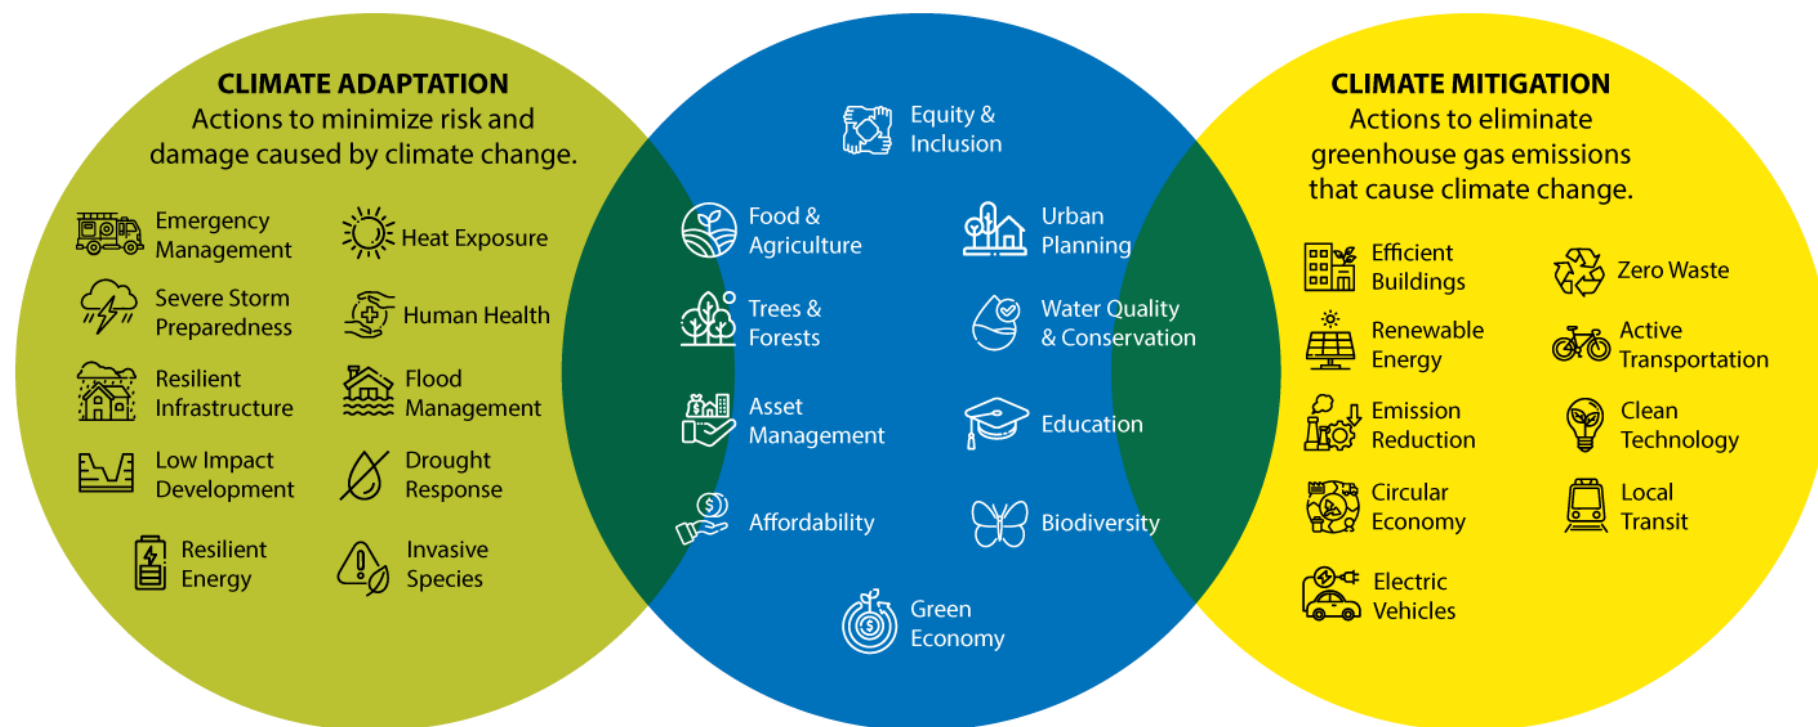 CLIMATE ADAPTATION
Actions to minimize risk and
damage caused by climate change.
Emergency
Management
Heat Exposure
Severe Storm
Preparedness
Human Health
Resilient
Infrastructure
Flood
Management
Low Impact
Development
Drought
Response
Resilient
Energy
Invasive
Species
Equity &
Inclusion
Food &
Agriculture
Urban
Planning
Trees &
Forests
Water Quality
& Conservation
Asset
Management
Education
Affordability
Biodiversity
Green
Economy
CLIMATE MITIGATION
Actions to eliminate
greenhouse gas emissions
that cause climate change.
Efficient
Buildings
Zero Waste
Renewable
Energy
Active
Transportation
Emission
Reduction
Clean
Technology
Circular
Economy
Local
Transit
Electric
Vehicles